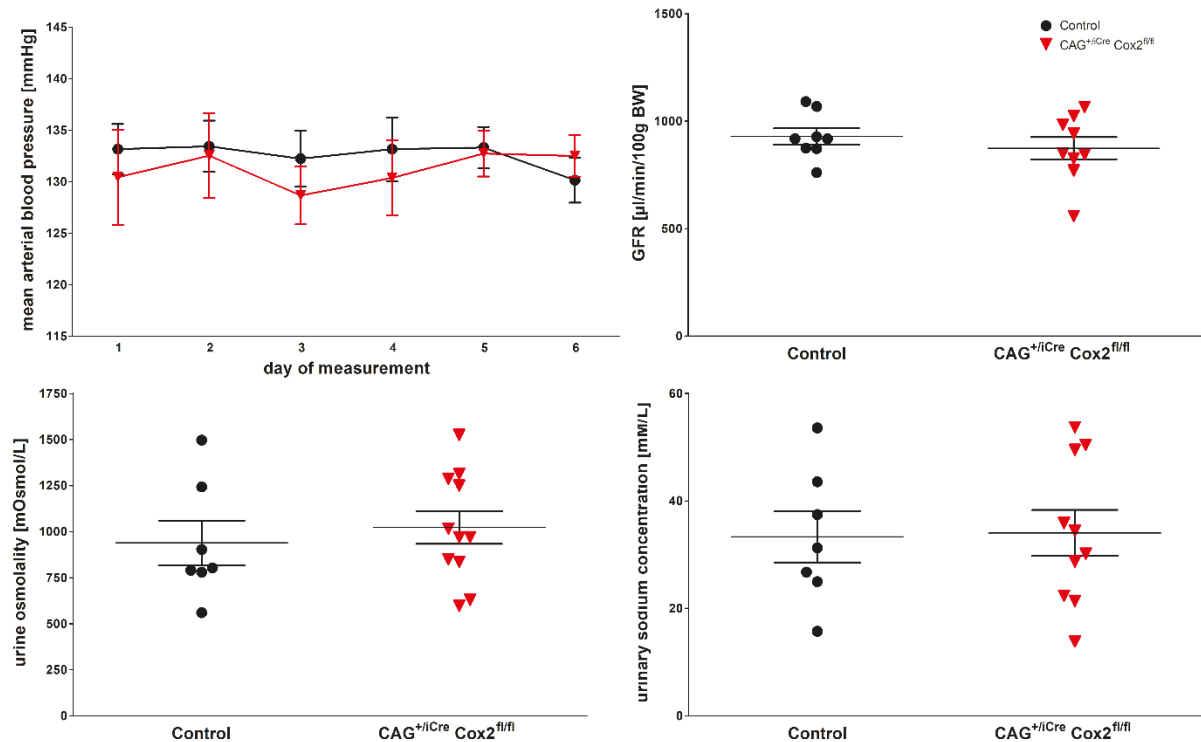 mean arterial blood pressure [mmHg]
145
140
135
130
125
120
115
1 2 3 4 5 6
day of measurement
GFR [µl/min/100g BW]
1500
1000
500
0
Control
CAG+/iCre Cox2fl/fl
Control CAG+/iCre Cox2fl/fl
urine osmolality [mOsmol/L]
1750
1500
1250
1000
750
500
250
0
Control CAG+/iCre Cox2fl/fl
urinary sodium concentration [mM/L]
60
40
20
0
Control CAG+/iCre Cox2fl/fl